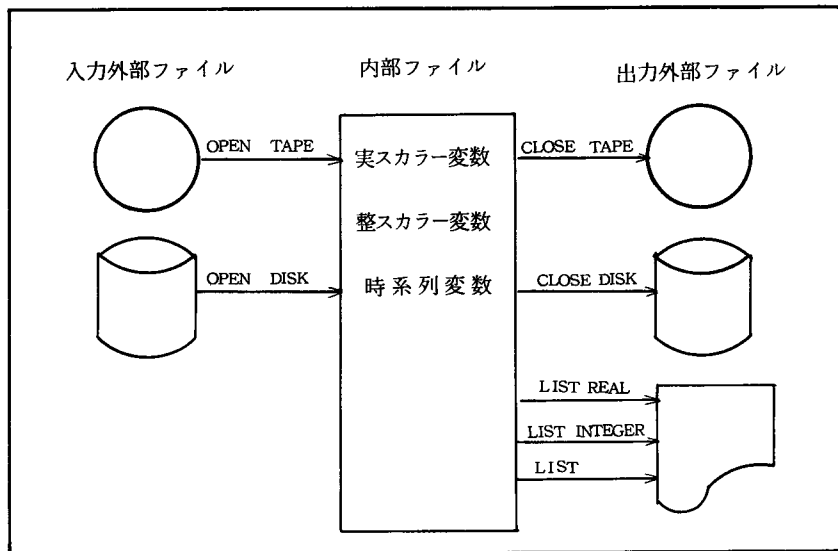 入力外部ファイル
内部ファイル
出力外部ファイル
OPEN TAPE
実スカラー変数
CLOSE TAPE
整スカラー変数
OPEN DISK
時系列変数
CLOSE DISK
LIST REAL
LIST INTEGER
LIST